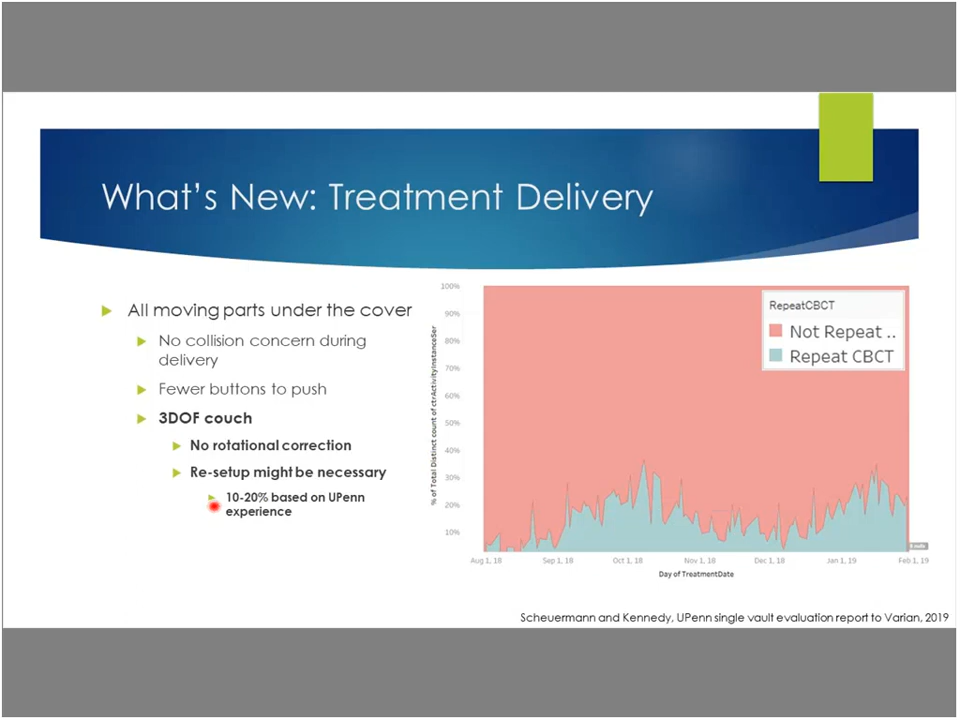 What's New: Treatment Delivery
All moving parts under the cover
No collision concern during
delivery
Fewer buttons to push
3DOF couch
No rotational correction
Re-setup might be necessary
10-20% based on UPenn
experience
% of Total Distinct count of ctrActivityInstanceSer
100%
90%
80%
70%
60%
50%
40%
30%
20%
10%
RepeatCBCT
Not Repeat ..
Repeat CBCT
Aug 1, 18 Sep 1, 18 Oct 1, 18 Nov 1, 18 Dec 1, 18 Jan 1, 19 Feb 1, 19
Day of TreatmentDate
Scheuermann and Kennedy, UPenn single vault evaluation report to Varian, 2019